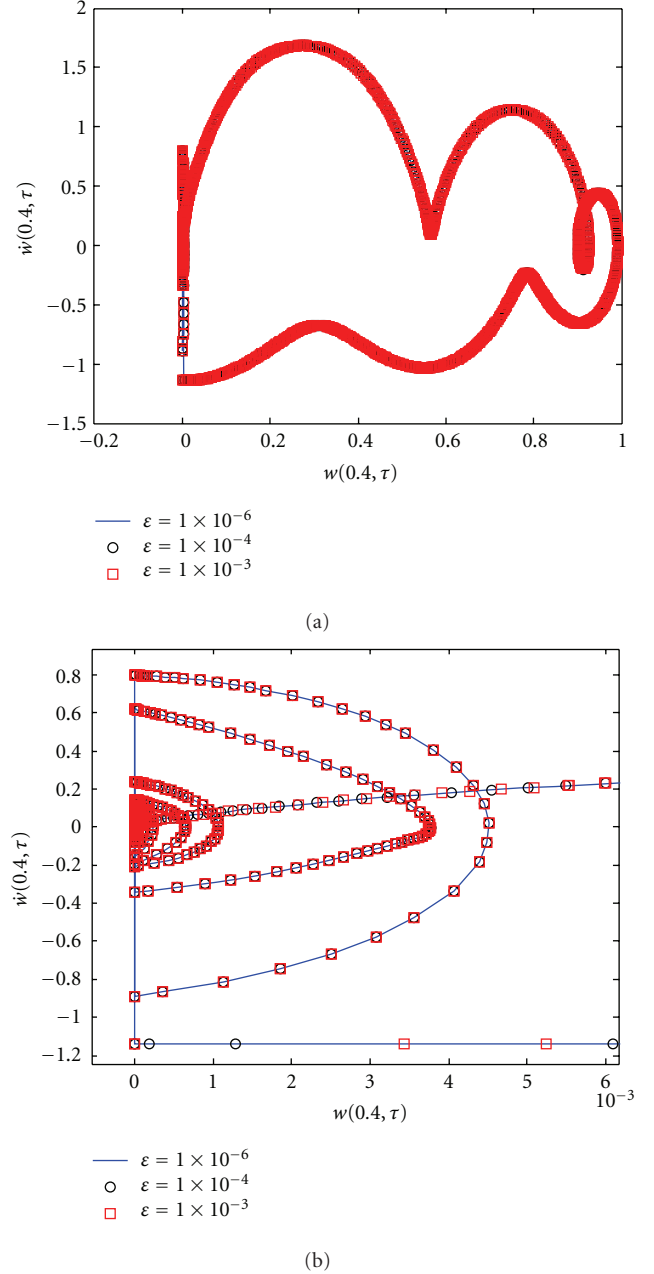 2
1.5
1
0.5
0
−0.5
−1
−1.5
ẇ(0.4, τ)
−0.2 0 0.2 0.4 0.6 0.8 1
w(0.4, τ)
ε = 1 × 10⁻⁶
ε = 1 × 10⁻⁴
ε = 1 × 10⁻³
(a)
0.8
0.6
0.4
0.2
0
−0.2
−0.4
−0.6
−0.8
−1
−1.2
ẇ(0.4, τ)
0 1 2 3 4 5 6
10⁻³
w(0.4, τ)
ε = 1 × 10⁻⁶
ε = 1 × 10⁻⁴
ε = 1 × 10⁻³
(b)